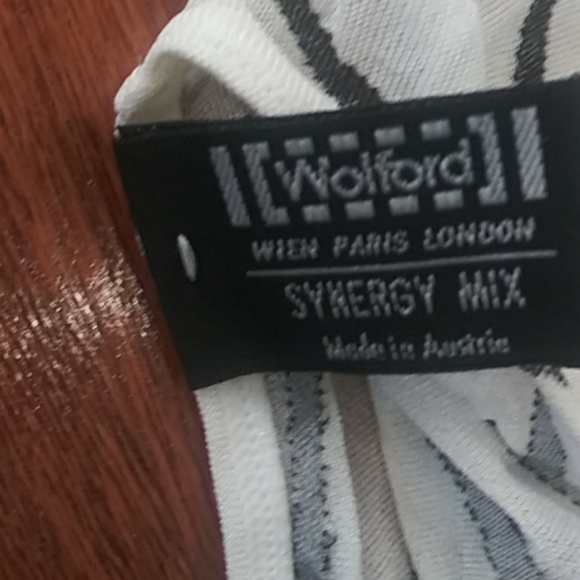 Wolford
WIEN PARIS LONDON
SYNERGY MIX
Made in Austria